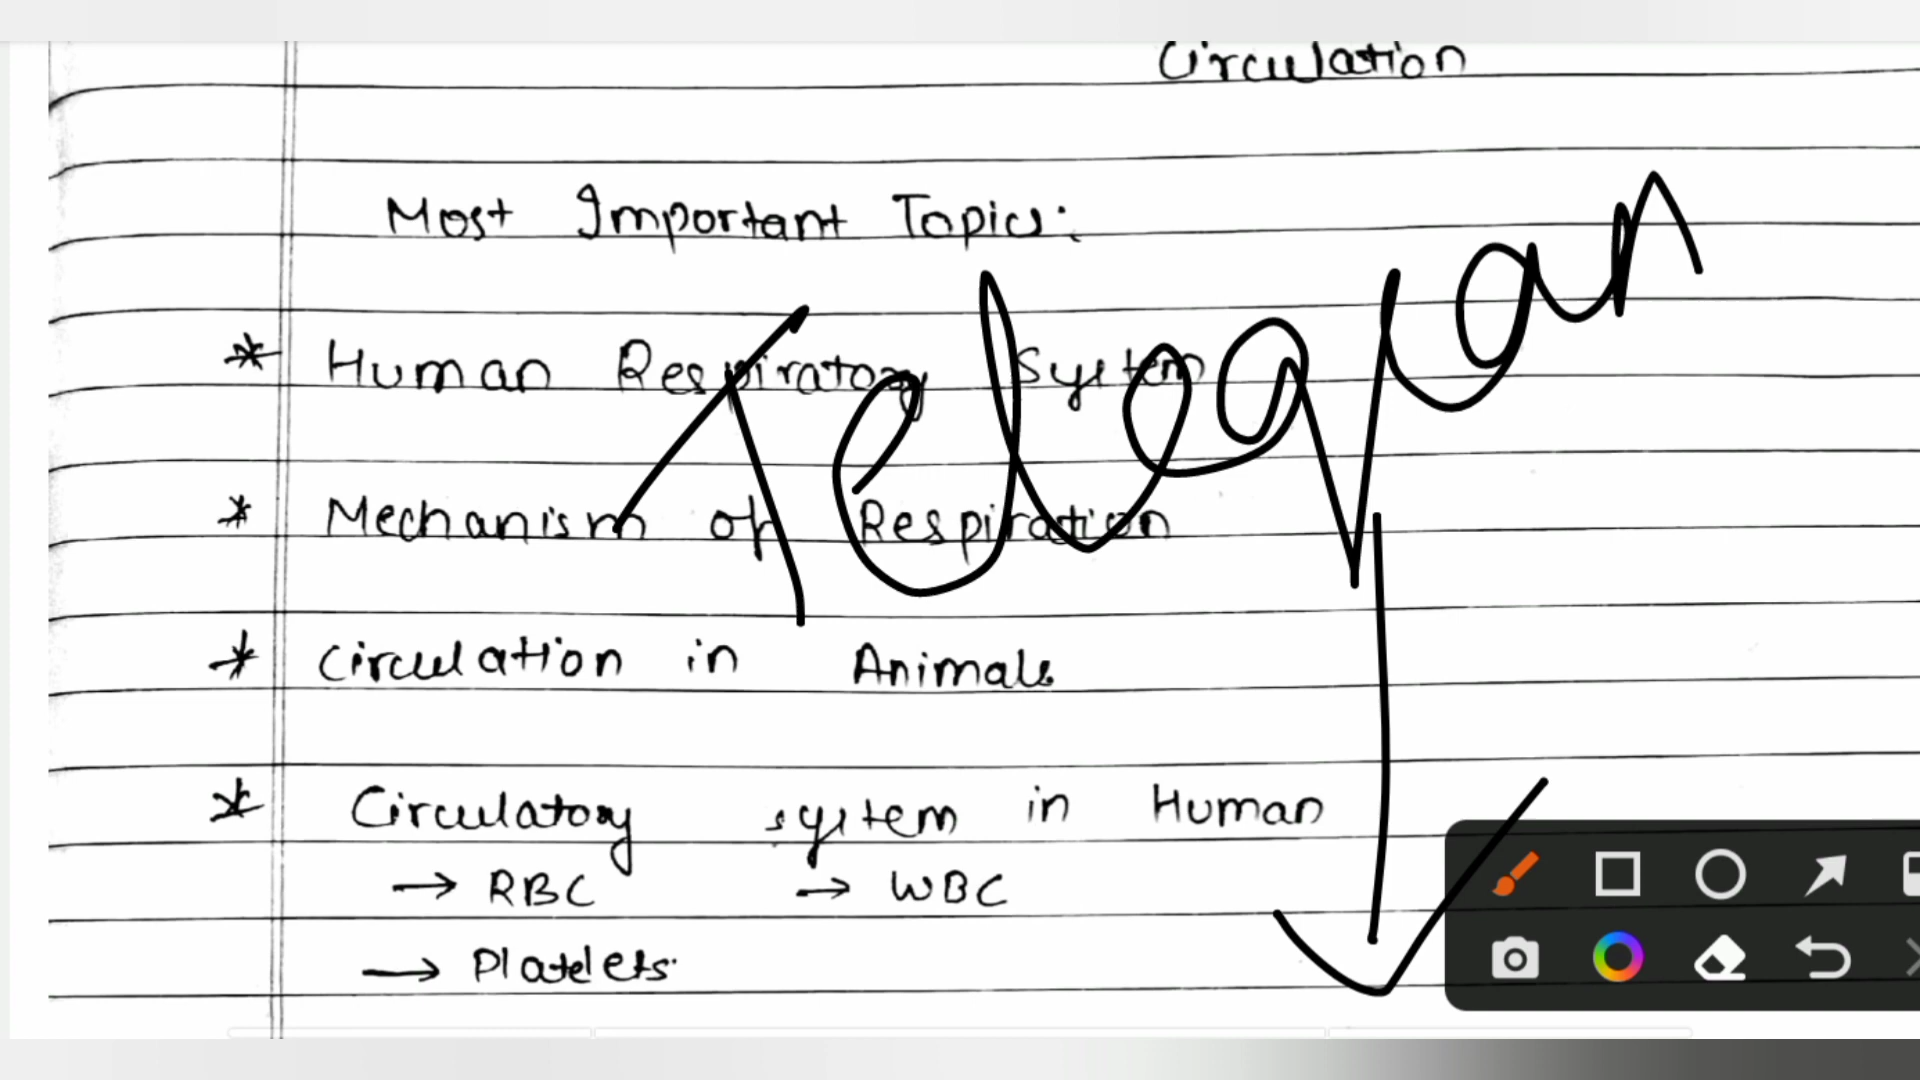 Circulation
Most Important Topics:
* Human Respiratory System
* Mechanism of Respiration
* Circulation in Animals
* Circulatory system in Human
→ RBC → WBC
→ Platelets
Telegram